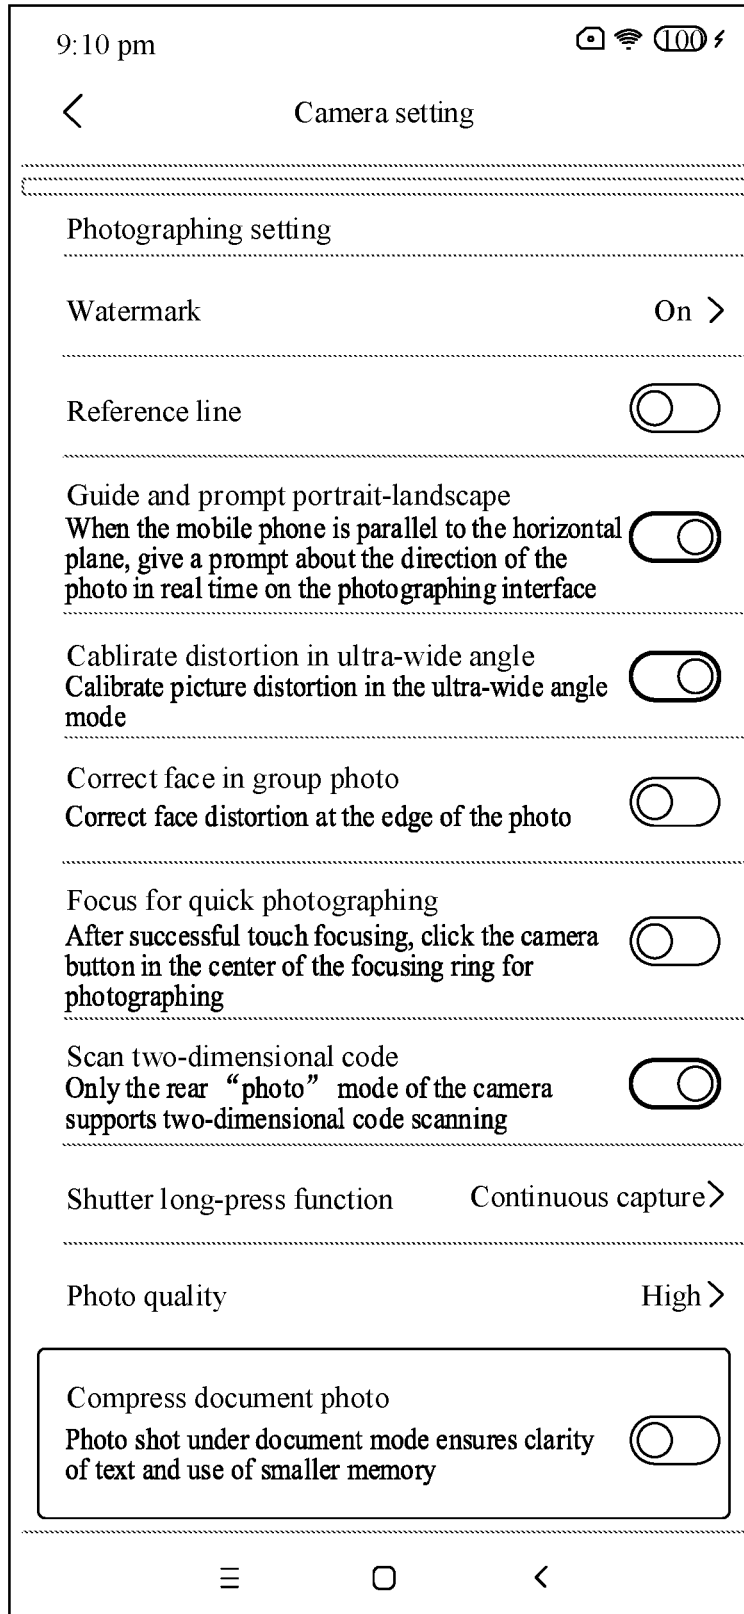 9:10 pm
100
Camera setting
Photographing setting
Watermark
On
Reference line
Guide and prompt portrait-landscape
When the mobile phone is parallel to the horizontal
plane, give a prompt about the direction of the
photo in real time on the photographing interface
Cablirate distortion in ultra-wide angle
Calibrate picture distortion in the ultra-wide angle
mode
Correct face in group photo
Correct face distortion at the edge of the photo
Focus for quick photographing
After successful touch focusing, click the camera
button in the center of the focusing ring for
photographing
Scan two-dimensional code
Only the rear “photo” mode of the camera
supports two-dimensional code scanning
Shutter long-press function
Continuous capture
Photo quality
High
Compress document photo
Photo shot under document mode ensures clarity
of text and use of smaller memory